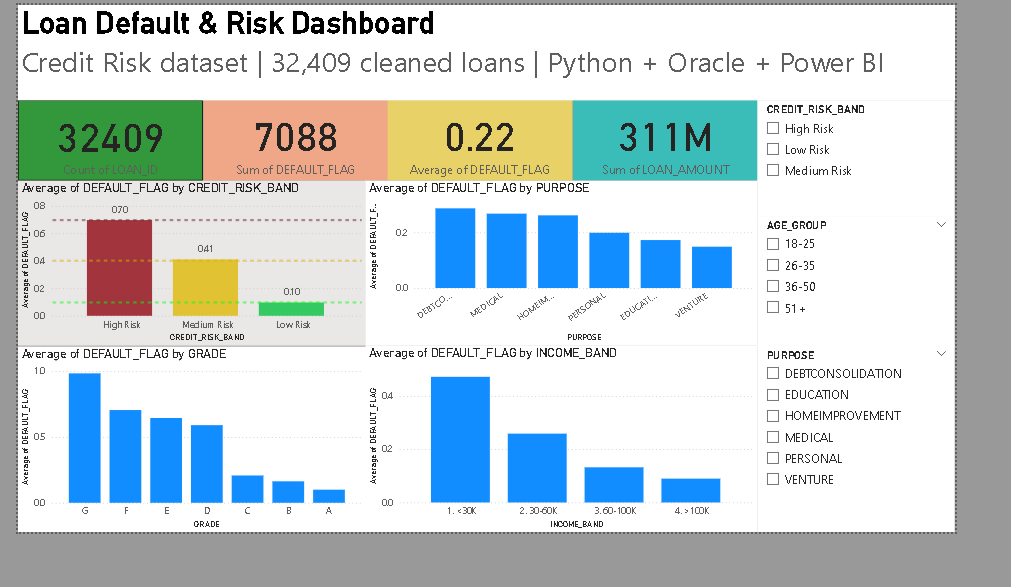 Loan Default & Risk Dashboard
Credit Risk dataset | 32,409 cleaned loans | Python + Oracle + Power BI
32409
Count of LOAN_ID
7088
Sum of DEFAULT_FLAG
0.22
Average of DEFAULT_FLAG
311M
Sum of LOAN_AMOUNT
CREDIT_RISK_BAND
High Risk
Low Risk
Medium Risk
AGE_GROUP
18-25
26-35
36-50
51+
PURPOSE
DEBTCONSOLIDATION
EDUCATION
HOMEIMPROVEMENT
MEDICAL
PERSONAL
VENTURE
Average of DEFAULT_FLAG by CREDIT_RISK_BAND
Average of DEFAULT_FLAG
0.8
0.6
0.4
0.2
0.0
0.70
0.41
0.10
High Risk
Medium Risk
Low Risk
CREDIT_RISK_BAND
Average of DEFAULT_FLAG by PURPOSE
Average of DEFAULT_F...
0.2
0.0
DEBTCO...
MEDICAL
HOMEIM...
PERSONAL
EDUCATI...
VENTURE
PURPOSE
Average of DEFAULT_FLAG by GRADE
Average of DEFAULT_FLAG
1.0
0.5
0.0
G
F
E
D
C
B
A
GRADE
Average of DEFAULT_FLAG by INCOME_BAND
Average of DEFAULT_FLAG
0.4
0.2
0.0
1. <30K
2. 30-60K
3. 60-100K
4. >100K
INCOME_BAND